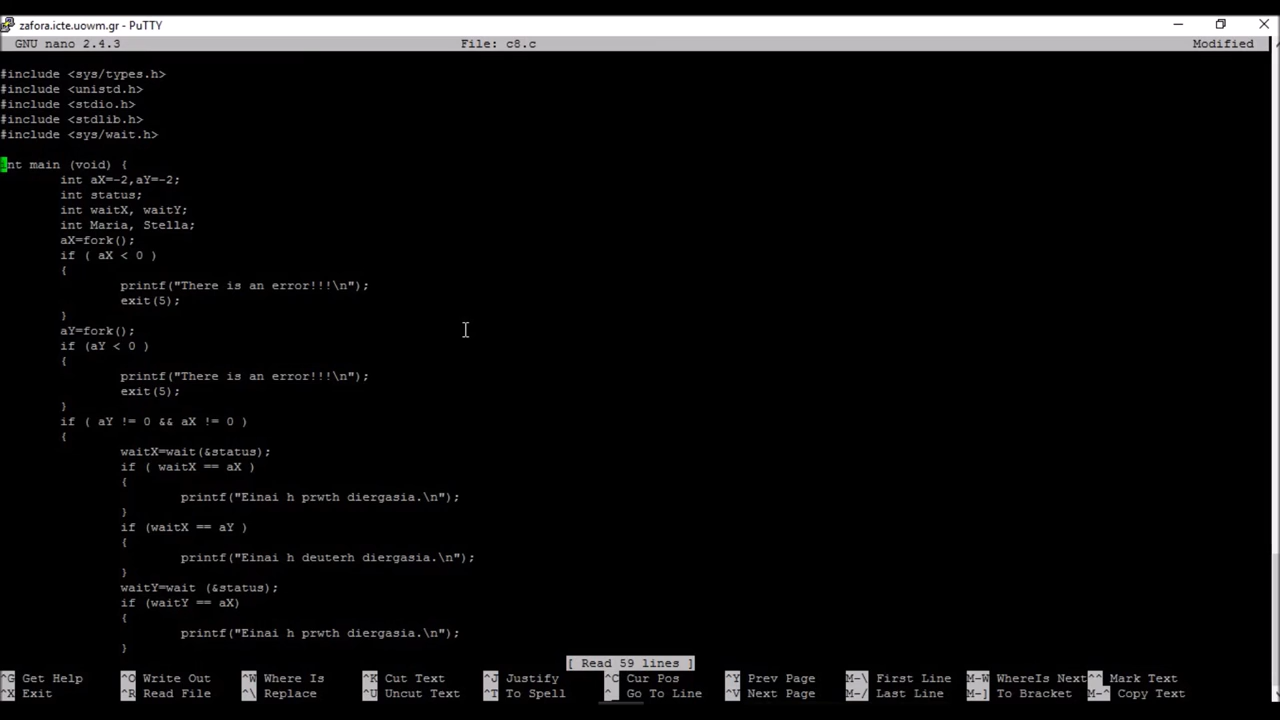 zafora.icte.uowm.gr - PuTTY
GNU nano 2.4.3 File: c8.c Modified
#include <sys/types.h>
#include <unistd.h>
#include <stdio.h>
#include <stdlib.h>
#include <sys/wait.h>
int main (void) {
int aX=-2,aY=-2;
int status;
int waitX, waitY;
int Maria, Stella;
aX=fork();
if ( aX < 0 )
{
printf("There is an error!!!\n");
exit(5);
}
aY=fork();
if (aY < 0 )
{
printf("There is an error!!!\n");
exit(5);
}
if ( aY != 0 && aX != 0 )
{
waitX=wait(&status);
if ( waitX == aX )
{
printf("Einai h prwth diergasia.\n");
}
if (waitX == aY )
{
printf("Einai h deuterh diergasia.\n");
}
waitY=wait (&status);
if (waitY == aX)
{
printf("Einai h prwth diergasia.\n");
}
[ Read 59 lines ]
^G Get Help ^O Write Out ^W Where Is ^K Cut Text ^J Justify ^C Cur Pos ^Y Prev Page M-\ First Line M-W WhereIs Next ^^ Mark Text
^X Exit ^R Read File ^\ Replace ^U Uncut Text ^T To Spell ^_ Go To Line ^V Next Page M-/ Last Line M-] To Bracket M-^ Copy Text